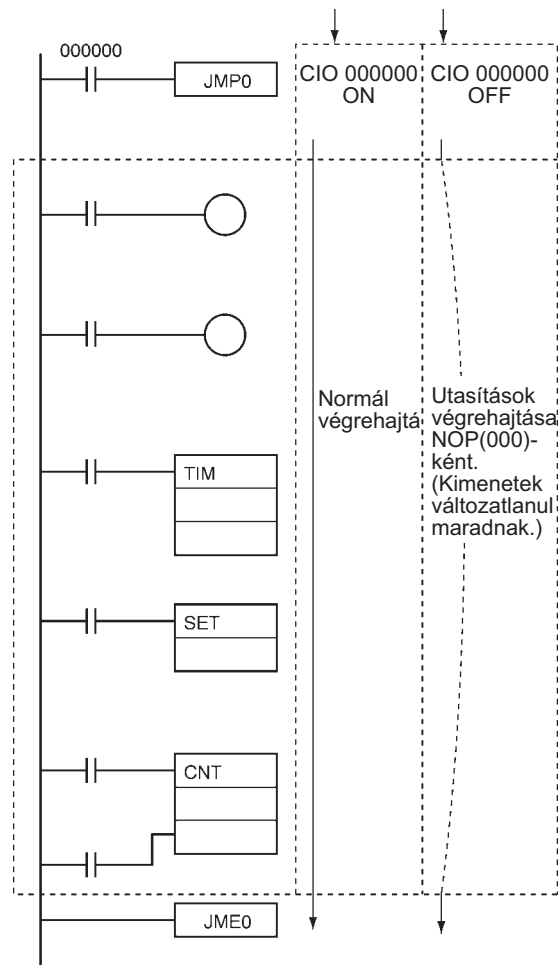 000000
JMP0
CIO 000000
ON
CIO 000000
OFF
Normál
végrehajtá
Utasítások
végrehajtása
NOP(000)-
ként.
(Kimenetek
változatlanul
maradnak.)
TIM
SET
CNT
JME0